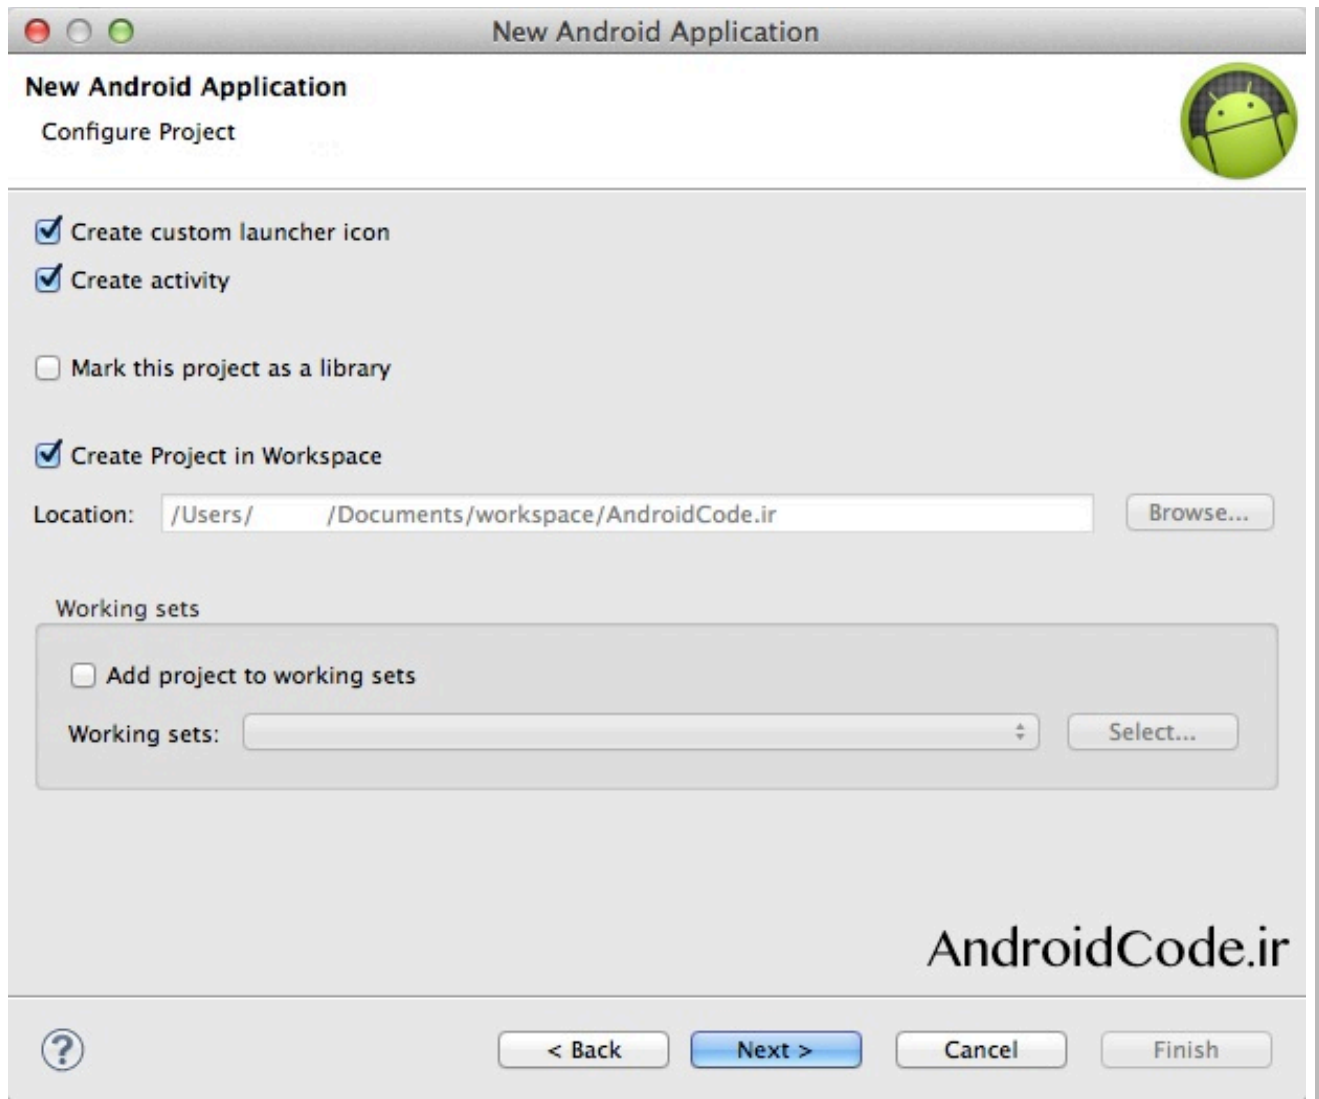 New Android Application
New Android Application
Configure Project
Create custom launcher icon
Create activity
Mark this project as a library
Create Project in Workspace
Location: /Users/ /Documents/workspace/AndroidCode.ir Browse...
Working sets
Add project to working sets
Working sets: Select...
AndroidCode.ir
? < Back Next > Cancel Finish